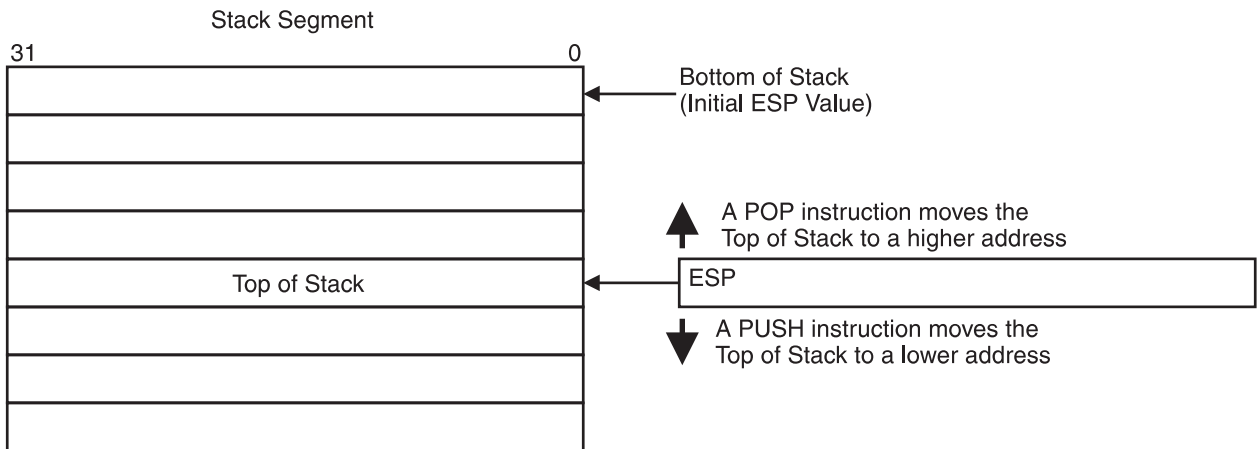 Stack Segment
31
0
Bottom of Stack
(Initial ESP Value)
A POP instruction moves the
Top of Stack to a higher address
Top of Stack
ESP
A PUSH instruction moves the
Top of Stack to a lower address